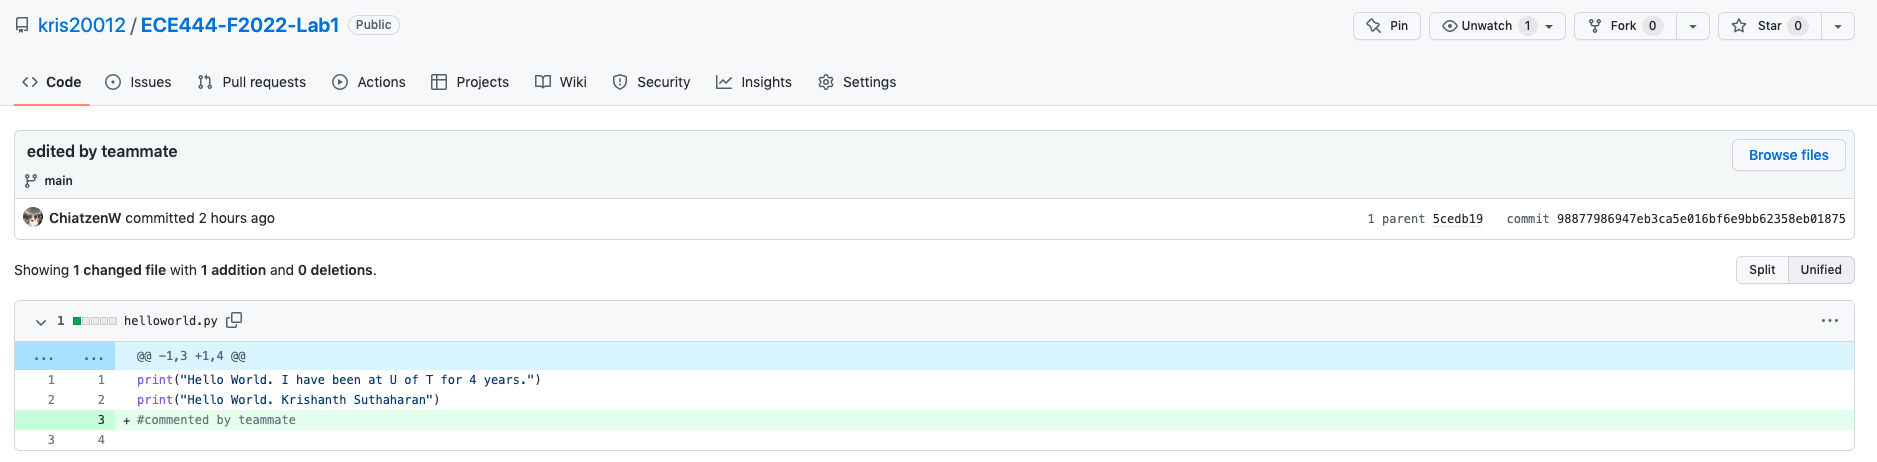 kris20012 / ECE444-F2022-Lab1 Public
Pin Unwatch 1 Fork 0 Star 0
Code Issues Pull requests Actions Projects Wiki Security Insights Settings
edited by teammate
Browse files
main
ChiatzenW committed 2 hours ago
1 parent 5cedb19 commit 98877986947eb3ca5e016bf6e9bb62358eb01875
Showing 1 changed file with 1 addition and 0 deletions.
Split Unified
1 helloworld.py
... ... @@ -1,3 +1,4 @@
1 1 print("Hello World. I have been at U of T for 4 years.")
2 2 print("Hello World. Krishanth Suthaharan")
3 + #commented by teammate
3 4